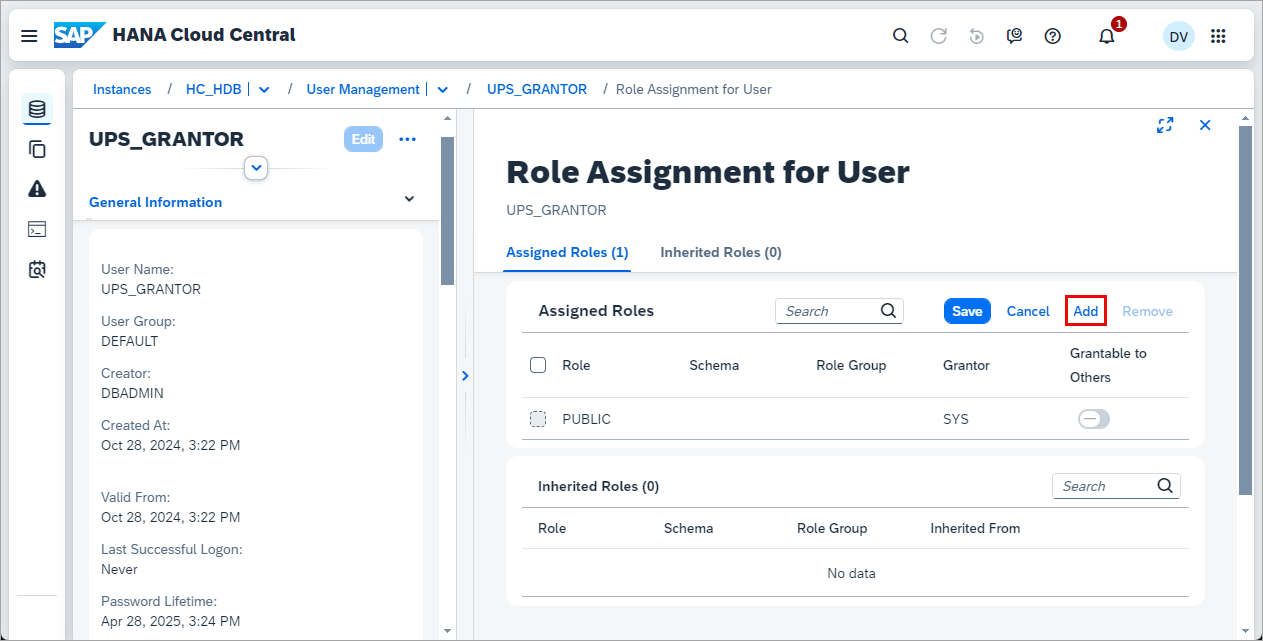 SAP HANA Cloud Central
1
DV
Instances / HC_HDB | / User Management | / UPS_GRANTOR / Role Assignment for User
UPS_GRANTOR
Edit
General Information
User Name:
UPS_GRANTOR
User Group:
DEFAULT
Creator:
DBADMIN
Created At:
Oct 28, 2024, 3:22 PM
Valid From:
Oct 28, 2024, 3:22 PM
Last Successful Logon:
Never
Password Lifetime:
Apr 28, 2025, 3:24 PM
Role Assignment for User
UPS_GRANTOR
Assigned Roles (1) Inherited Roles (0)
Assigned Roles Search Save Cancel Add Remove
Role Schema Role Group Grantor Grantable to
Others
PUBLIC SYS
Inherited Roles (0) Search
Role Schema Role Group Inherited From
No data